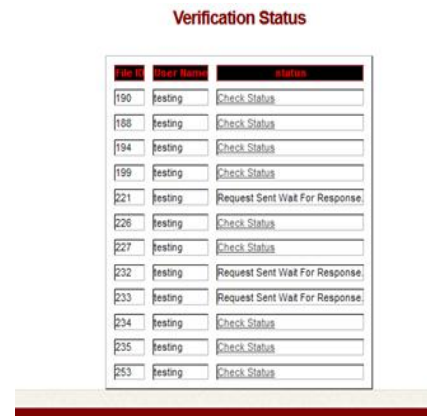 Verification Status
File ID User Name status
190 testing Check Status
188 testing Check Status
194 testing Check Status
199 testing Check Status
221 testing Request Sent Wait For Response.
226 testing Check Status
227 testing Check Status
232 testing Request Sent Wait For Response.
233 testing Request Sent Wait For Response.
234 testing Check Status
235 testing Check Status
253 testing Check Status